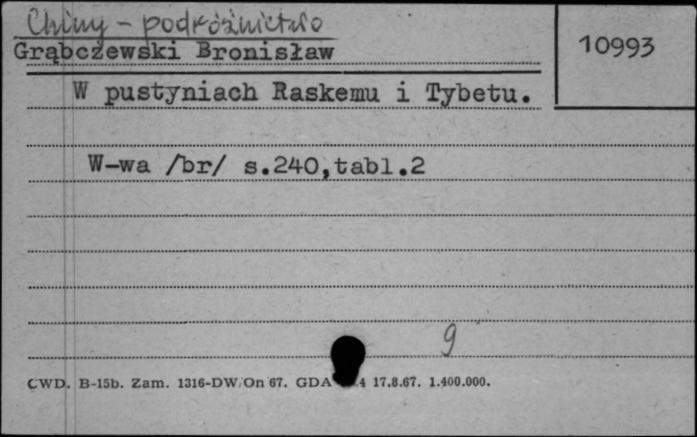 Chiny - podróżnictwo
Grąbczewski Bronisław
10993
W pustyniach Raskemu i Tybetu.
W-wa /br/ s.240,tabl.2
9
CWD. B-15b. Zam. 1316-DW/On 67. GDA 4 17.8.67. 1.400.000.